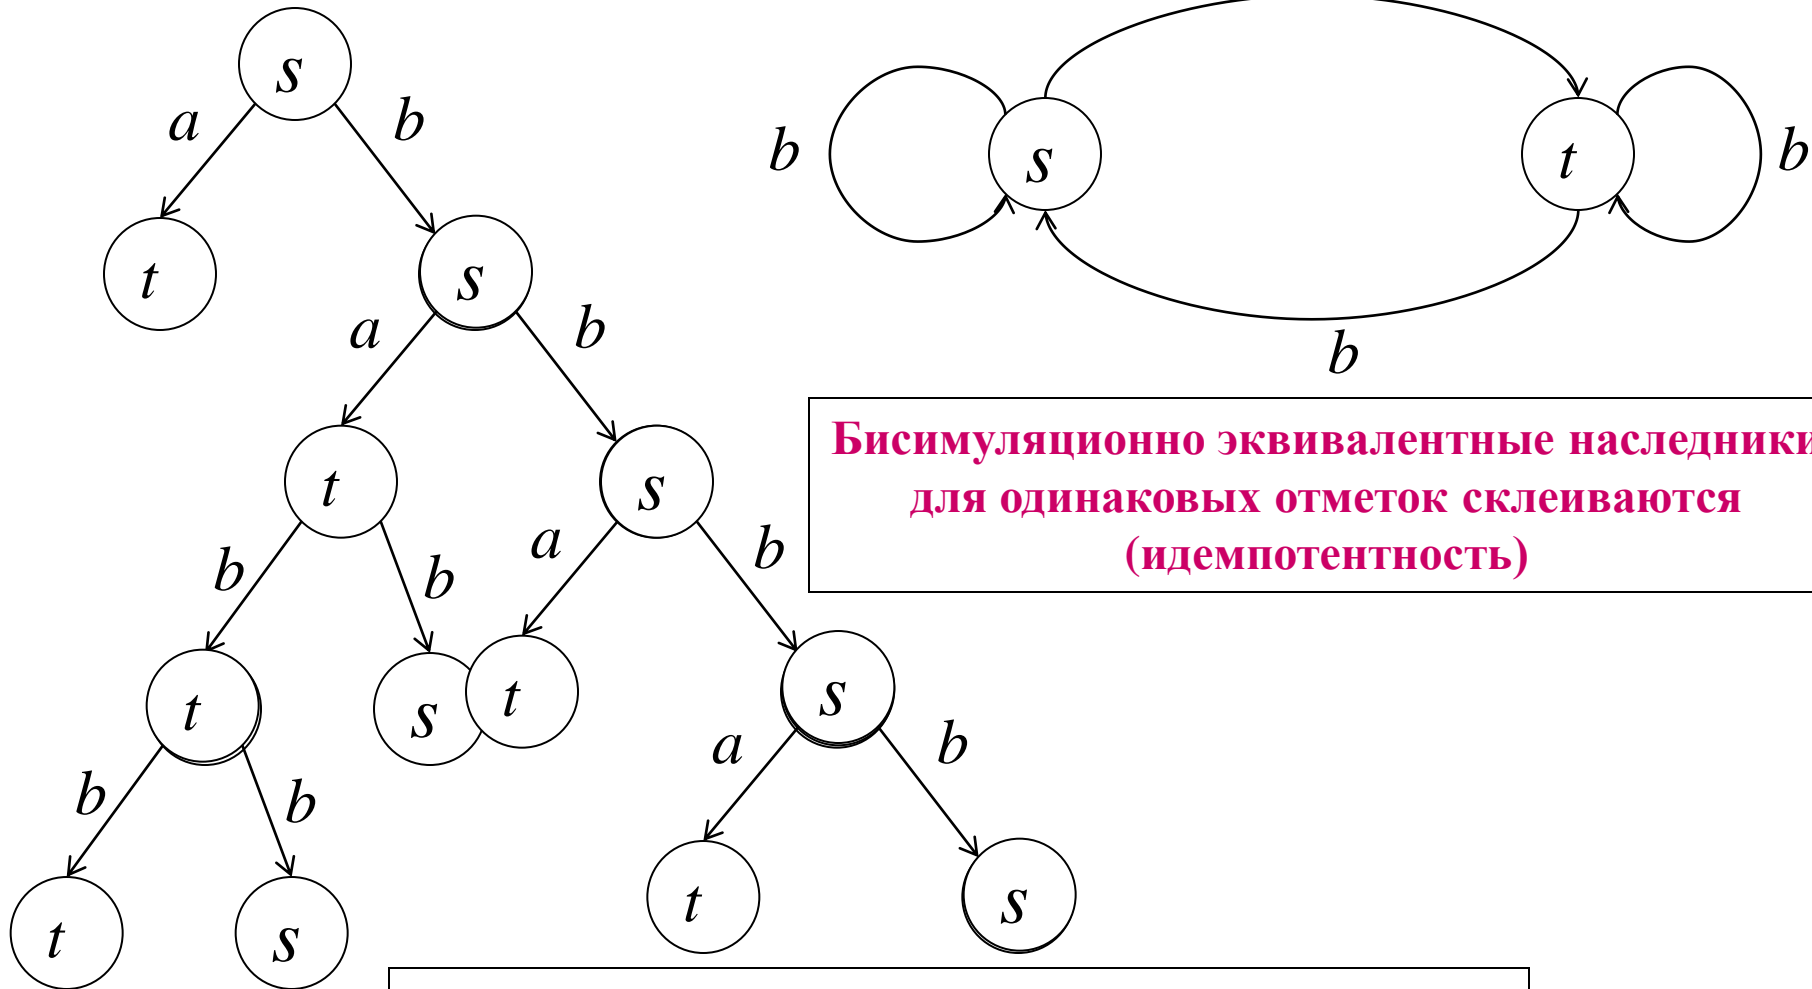 s
a
b
b
s
t
b
t
s
a
b
b
Бисимуляционно эквивалентные наследники
для одинаковых отметок склеиваются
(идемпотентность)
t
s
b
b
a
b
t
s
t
s
b
b
a
b
t
s
t
s